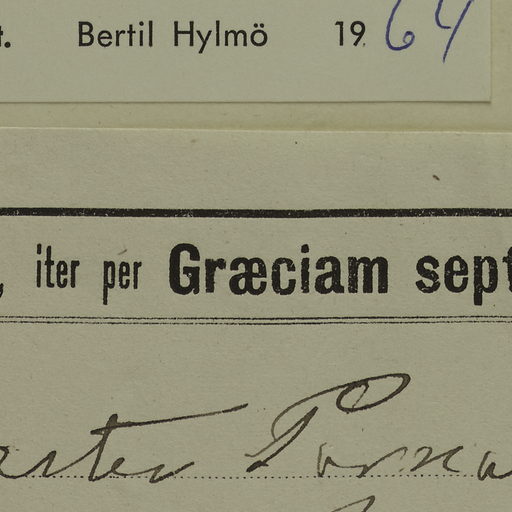 t. Bertil Hylmö 1964
, iter per Græciam sept